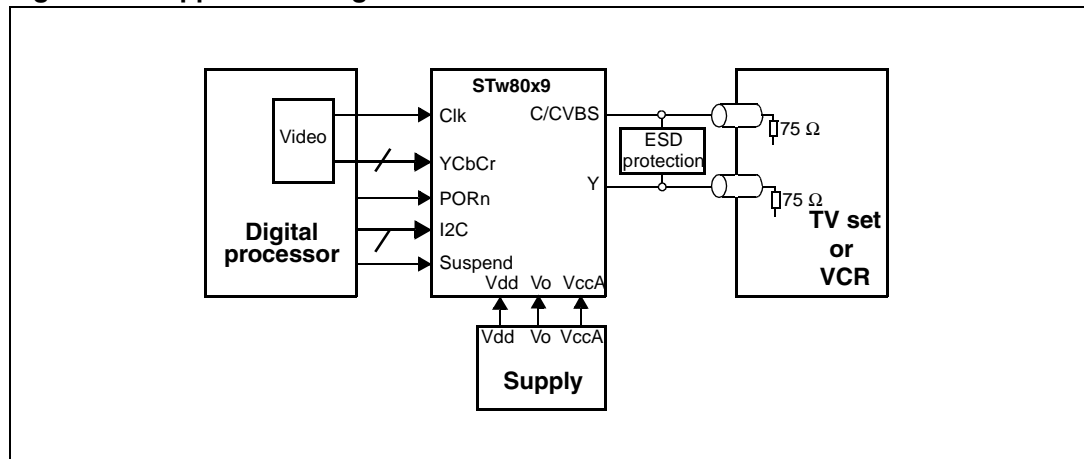 STw80x9
Video
Digital
processor
Clk
YCbCr
PORn
I2C
Suspend
C/CVBS
Y
Vdd Vo VccA
ESD
protection
75 Ω
75 Ω
TV set
or
VCR
Vdd Vo VccA
Supply